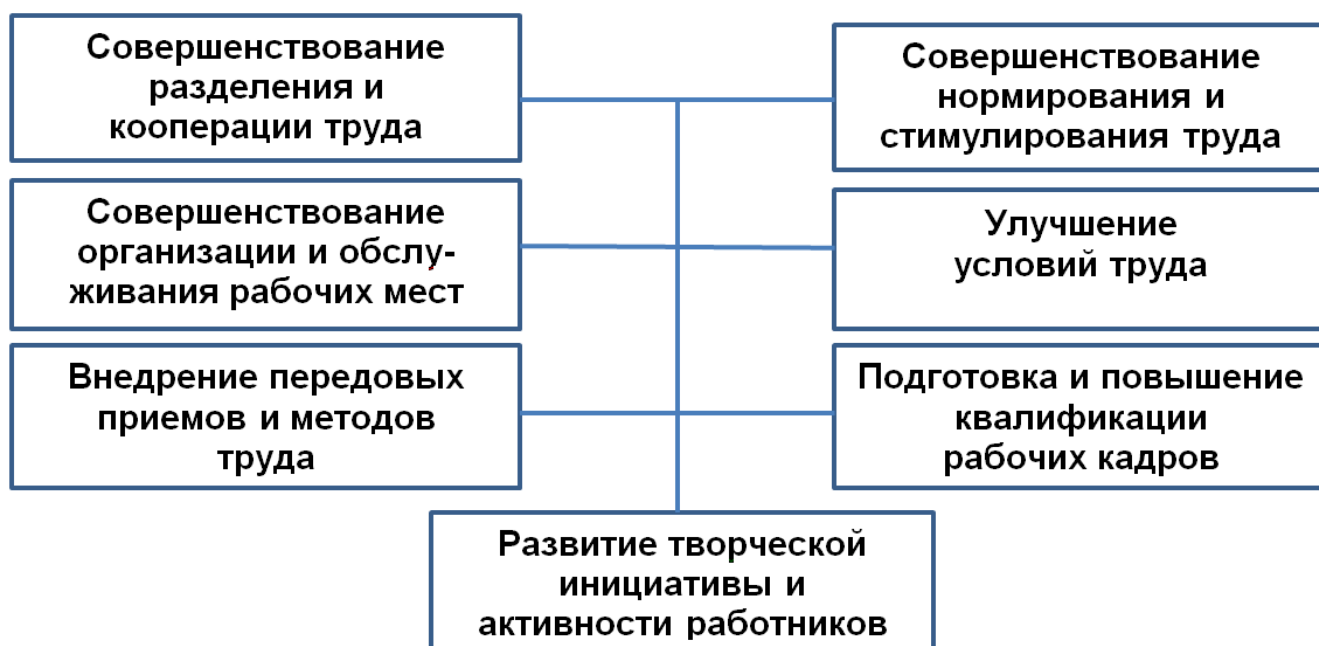 Совершенствование
разделения и
кооперации труда
Совершенствование
нормирования и
стимулирования труда
Совершенствование
организации и обслу-
живания рабочих мест
Улучшение
условий труда
Внедрение передовых
приемов и методов
труда
Подготовка и повышение
квалификации
рабочих кадров
Развитие творческой
инициативы и
активности работников